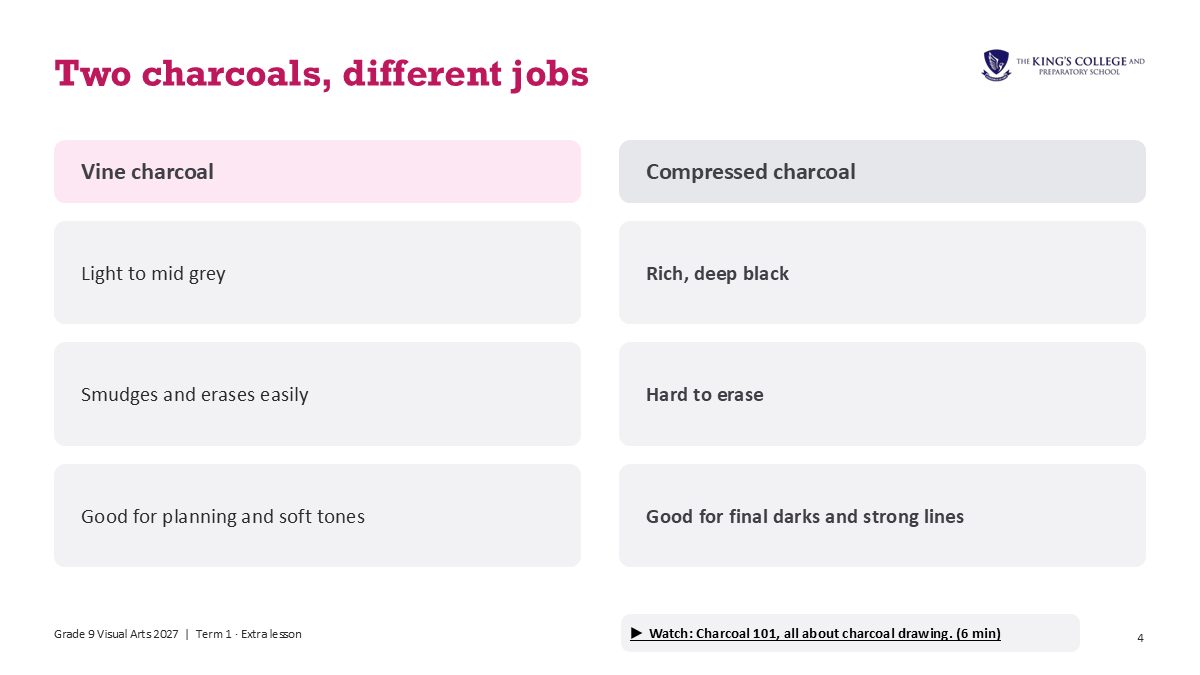 Two charcoals, different jobs
THE KING'S COLLEGE AND
PREPARATORY SCHOOL
Vine charcoal
Compressed charcoal
Light to mid grey
Rich, deep black
Smudges and erases easily
Hard to erase
Good for planning and soft tones
Good for final darks and strong lines
Grade 9 Visual Arts 2027 | Term 1 · Extra lesson
▶ Watch: Charcoal 101, all about charcoal drawing. (6 min)
4